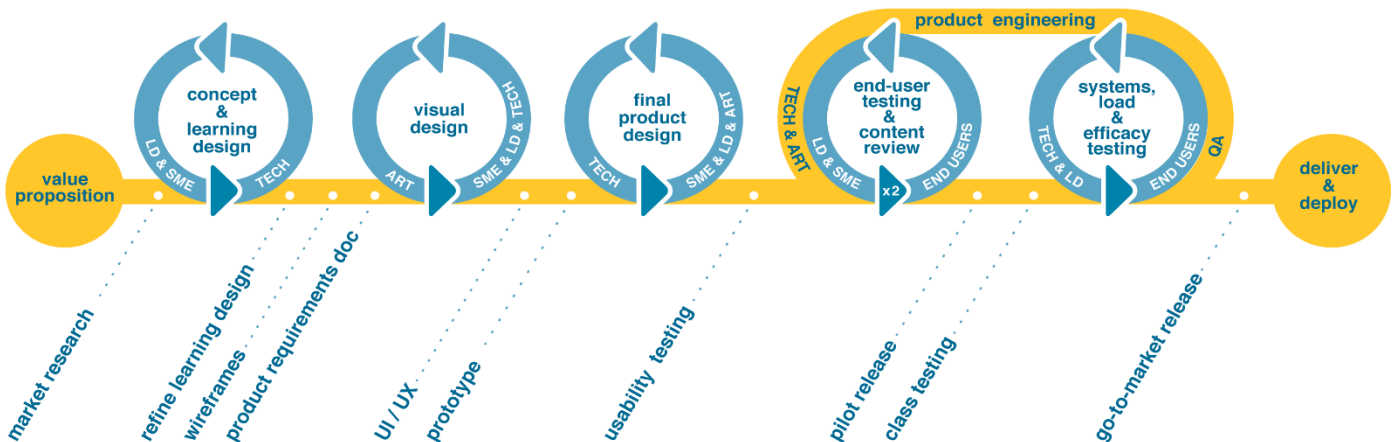 product engineering
value
proposition
concept
&
learning
design
LD & SME
TECH
visual
design
ART
SME & LD & TECH
final
product
design
TECH
SME & LD & ART
TECH & ART
end-user
testing
&
content
review
LD & SME
x2
END USERS
systems,
load
&
efficacy
testing
TECH & LD
END USERS
QA
deliver
&
deploy
market research
refine learning design
wireframes
product requirements doc
UI / UX
prototype
usability testing
pilot release
class testing
go-to-market release